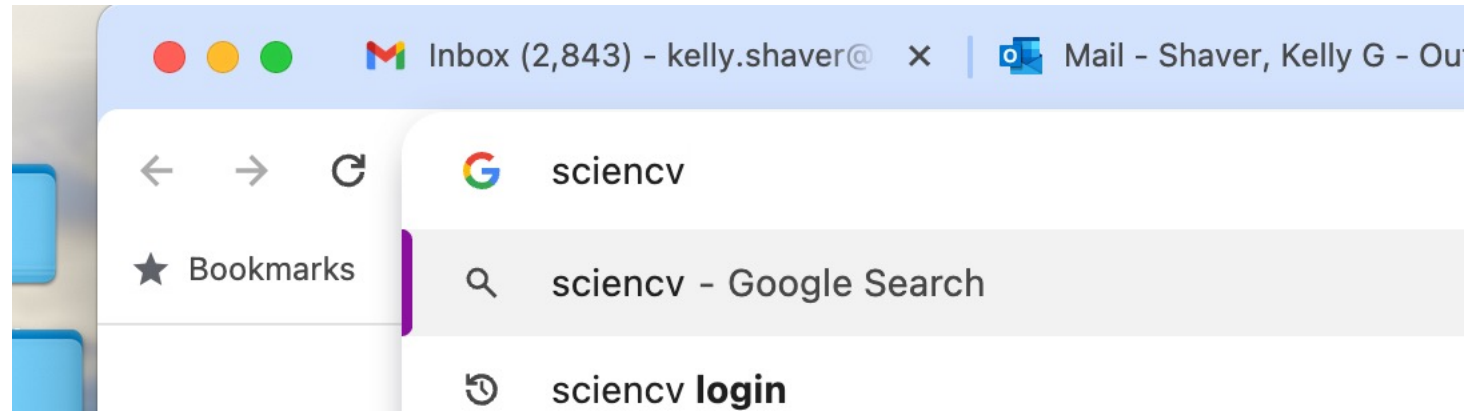 Inbox (2,843) - kelly.shaver@
Mail - Shaver, Kelly G - Ou
sciencv
Bookmarks
sciencv - Google Search
sciencv login